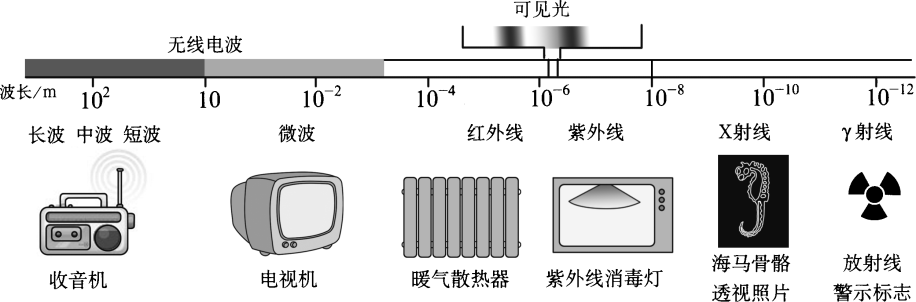 可见光
无线电波
波长/m 10² 10 10⁻² 10⁻⁴ 10⁻⁶ 10⁻⁸ 10⁻¹⁰ 10⁻¹²
长波 中波 短波 微波 红外线 紫外线 X射线 γ射线
收音机 电视机 暖气散热器 紫外线消毒灯 海马骨骼 放射线
透视照片 警示标志